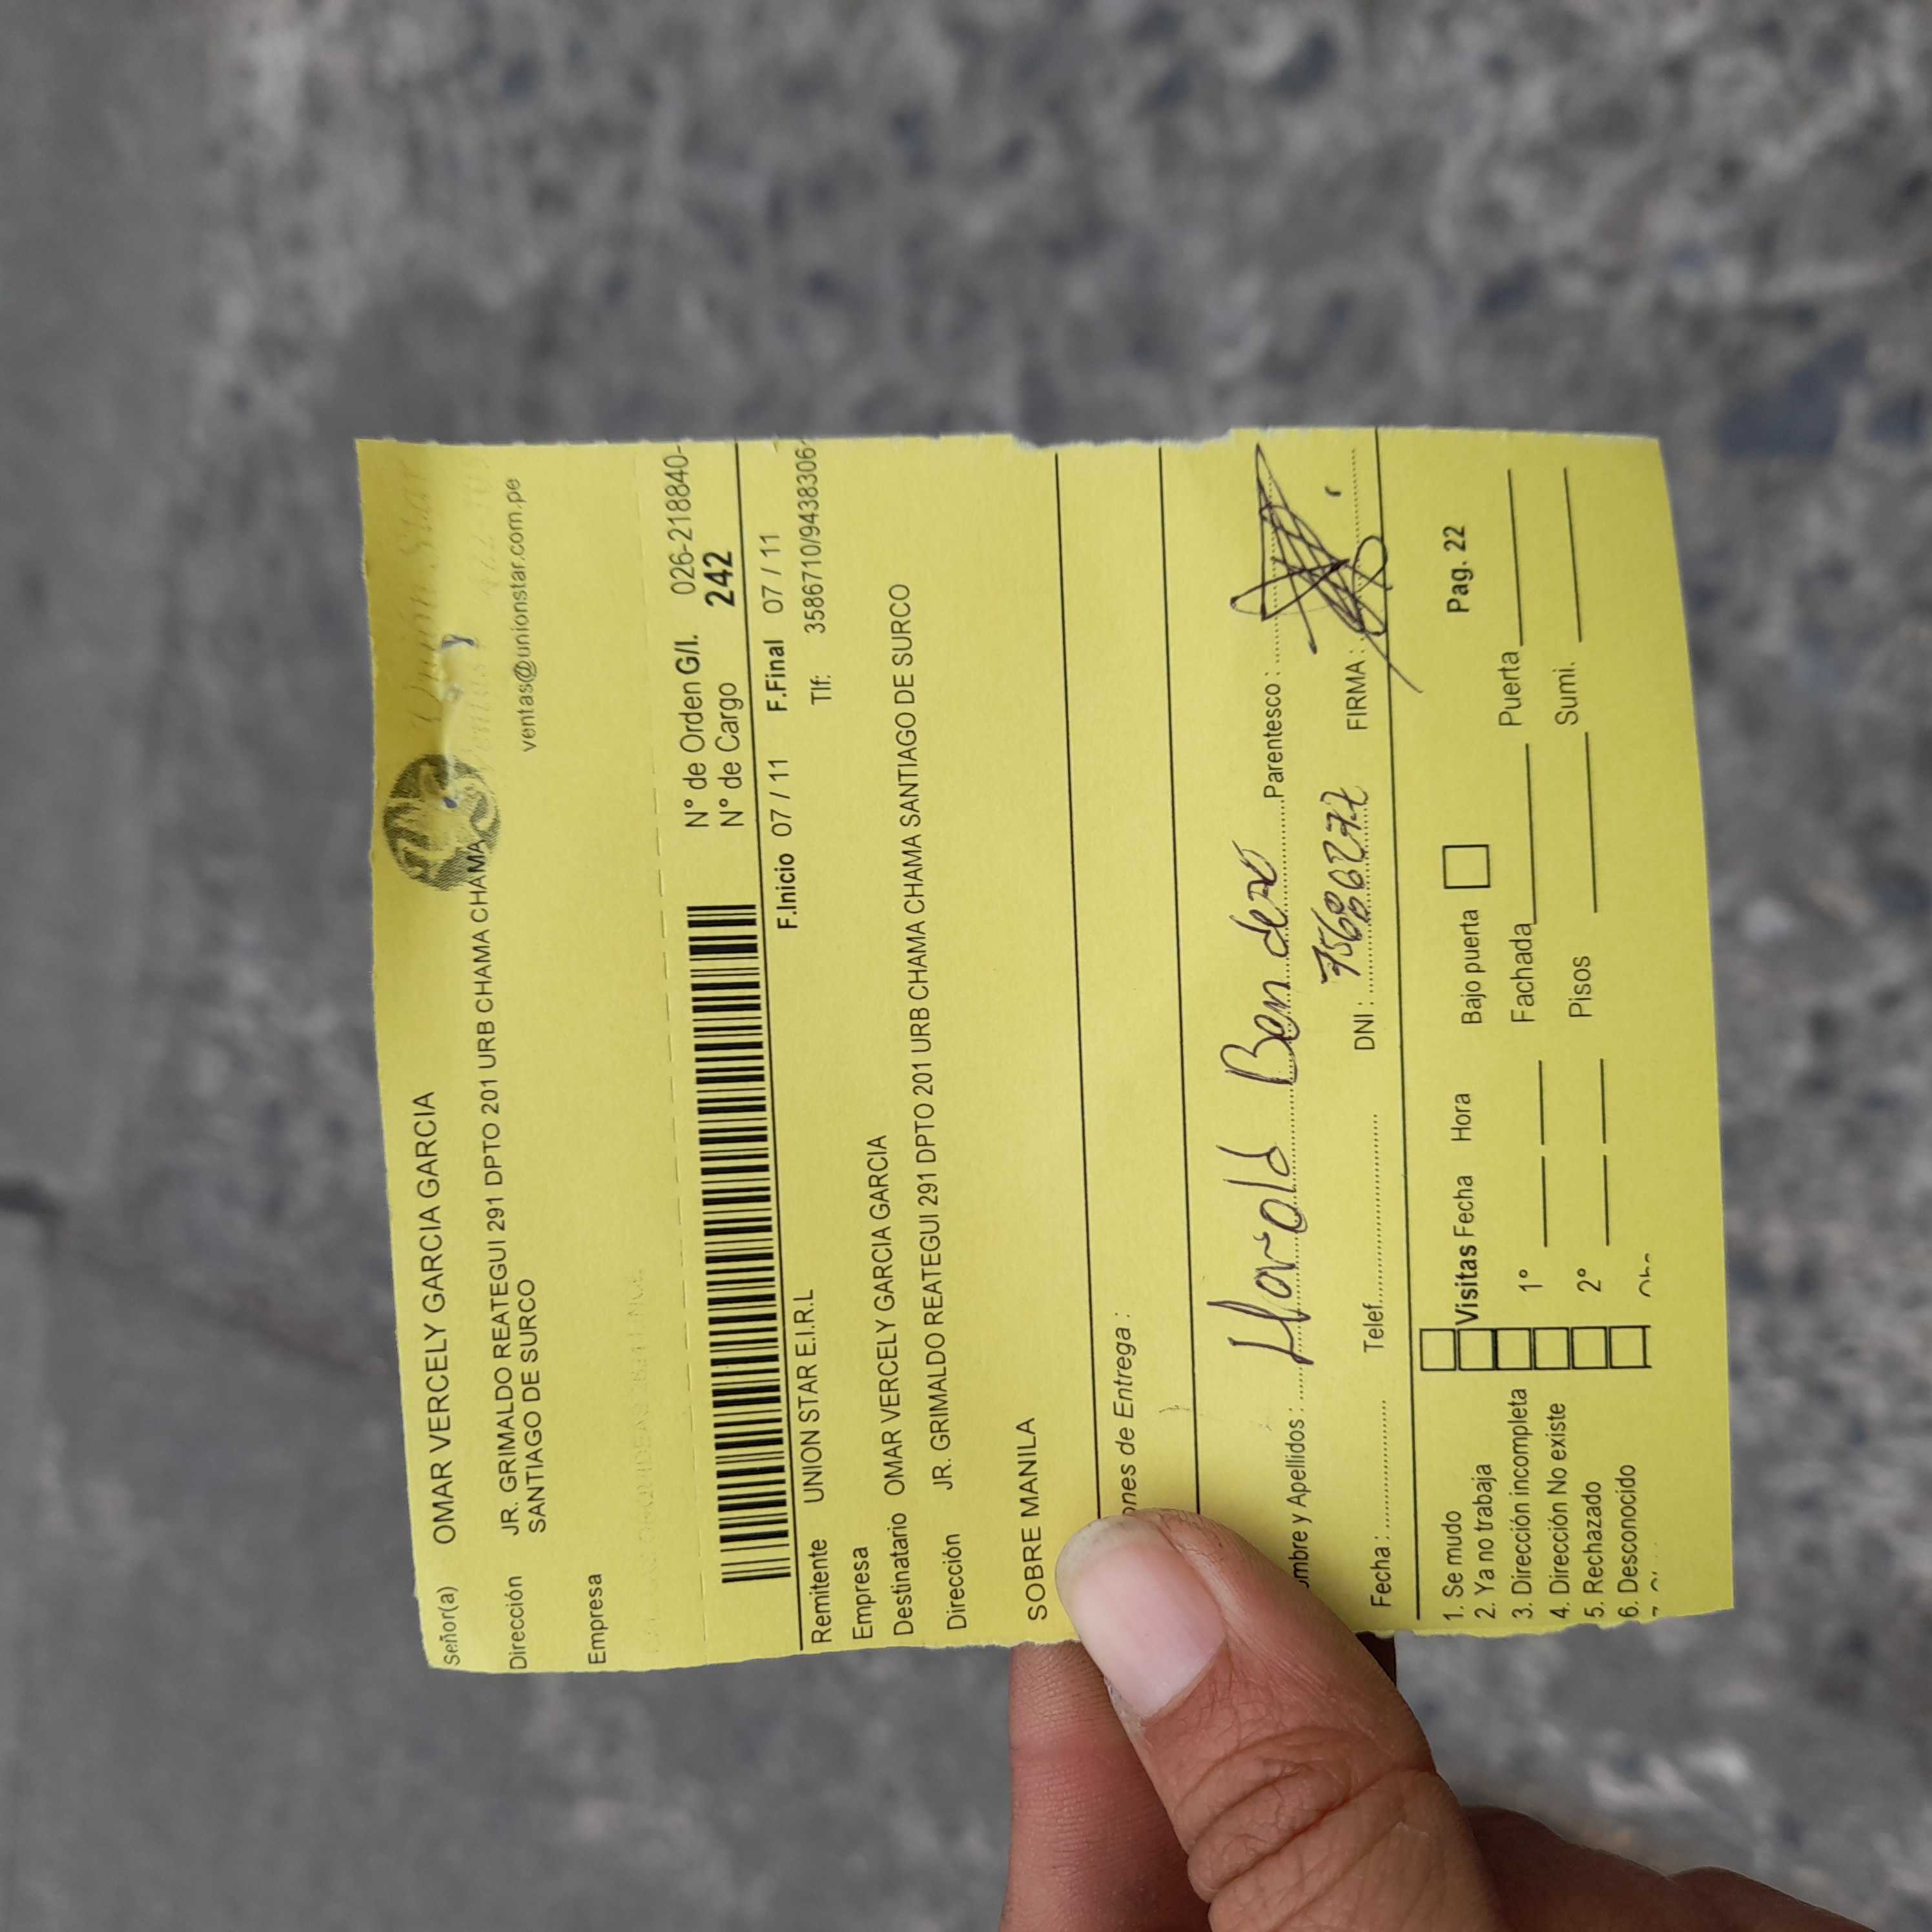 Señor(a) OMAR VERCELY GARCIA GARCIA
Dirección JR. GRIMALDO REATEGUI 291 DPTO 201 URB CHAMA CHAMA
SANTIAGO DE SURCO
ventas@unionstar.com.pe
Empresa
N° de Orden G/I. 026-218840-
N° de Cargo 242
F.Inicio 07 / 11 F.Final 07 / 11
Remitente UNION STAR E.I.R.L Tlf: 3586710/9438306
Empresa
Destinatario OMAR VERCELY GARCIA GARCIA
Dirección JR. GRIMALDO REATEGUI 291 DPTO 201 URB CHAMA CHAMA SANTIAGO DE SURCO
SOBRE MANILA
ones de Entrega :
ombre y Apellidos : Harold Bendezu Parentesco :
Fecha : Telef. DNI : 75686277 FIRMA :
1. Se mudo Visitas Fecha Hora Bajo puerta Pag. 22
2. Ya no trabaja
3. Dirección incompleta 1° Fachada Puerta
4. Dirección No existe
5. Rechazado 2° Pisos Sumi.
6. Desconocido